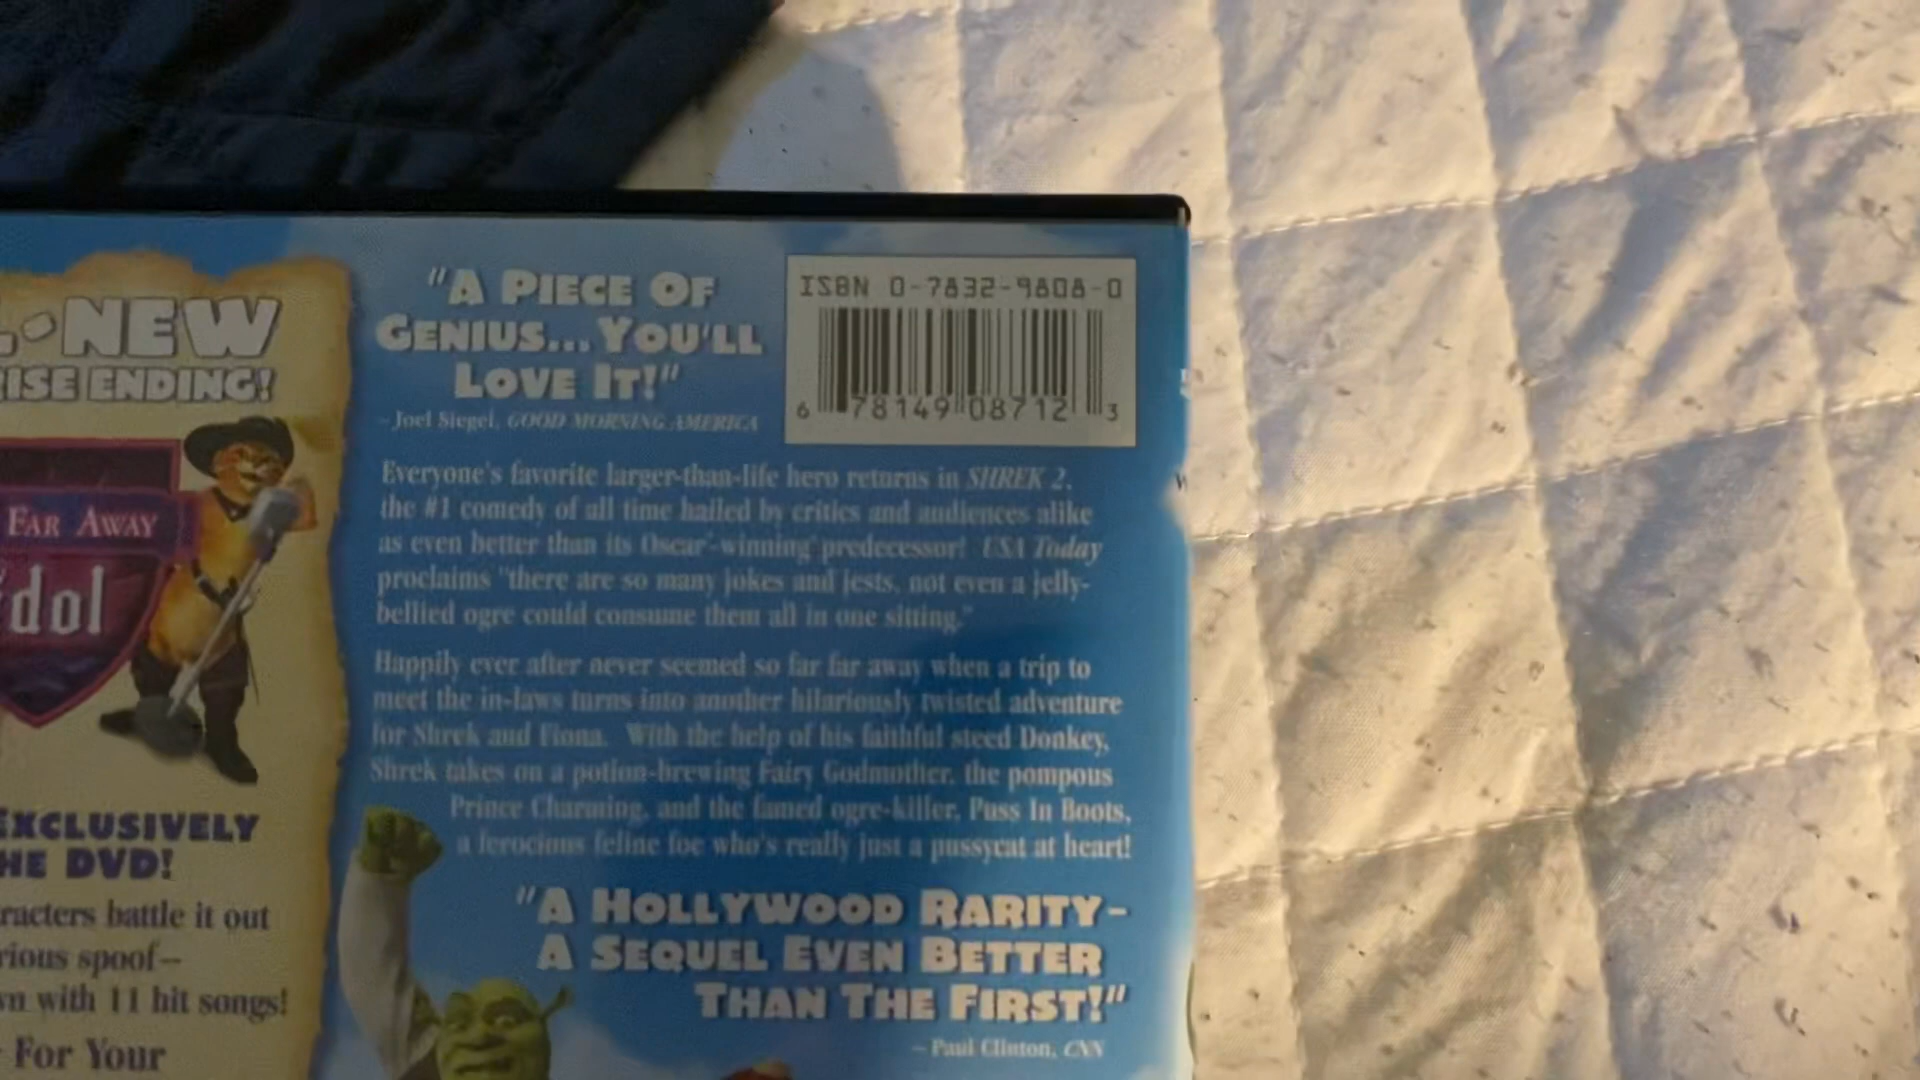 -NEW
ISE ENDING!
FAR AWAY
dol
EXCLUSIVELY
HE DVD!
racters battle it out
rious spoof–
wn with 11 hit songs!
For Your
"A PIECE OF
GENIUS... YOU'LL
LOVE IT!"
– Joel Siegel, GOOD MORNING AMERICA
ISBN 0-7832-9808-0
6 78149 08712 3
Everyone's favorite larger-than-life hero returns in SHREK 2,
the #1 comedy of all time hailed by critics and audiences alike
as even better than its Oscar®-winning predecessor! USA Today
proclaims "there are so many jokes and jests, not even a jelly-
bellied ogre could consume them all in one sitting."
Happily ever after never seemed so far far away when a trip to
meet the in-laws turns into another hilariously twisted adventure
for Shrek and Fiona. With the help of his faithful steed Donkey,
Shrek takes on a potion-brewing Fairy Godmother, the pompous
Prince Charming, and the famed ogre-killer, Puss In Boots,
a ferocious feline foe who's really just a pussycat at heart!
"A HOLLYWOOD RARITY–
A SEQUEL EVEN BETTER
THAN THE FIRST!"
– Paul Clinton, CNN